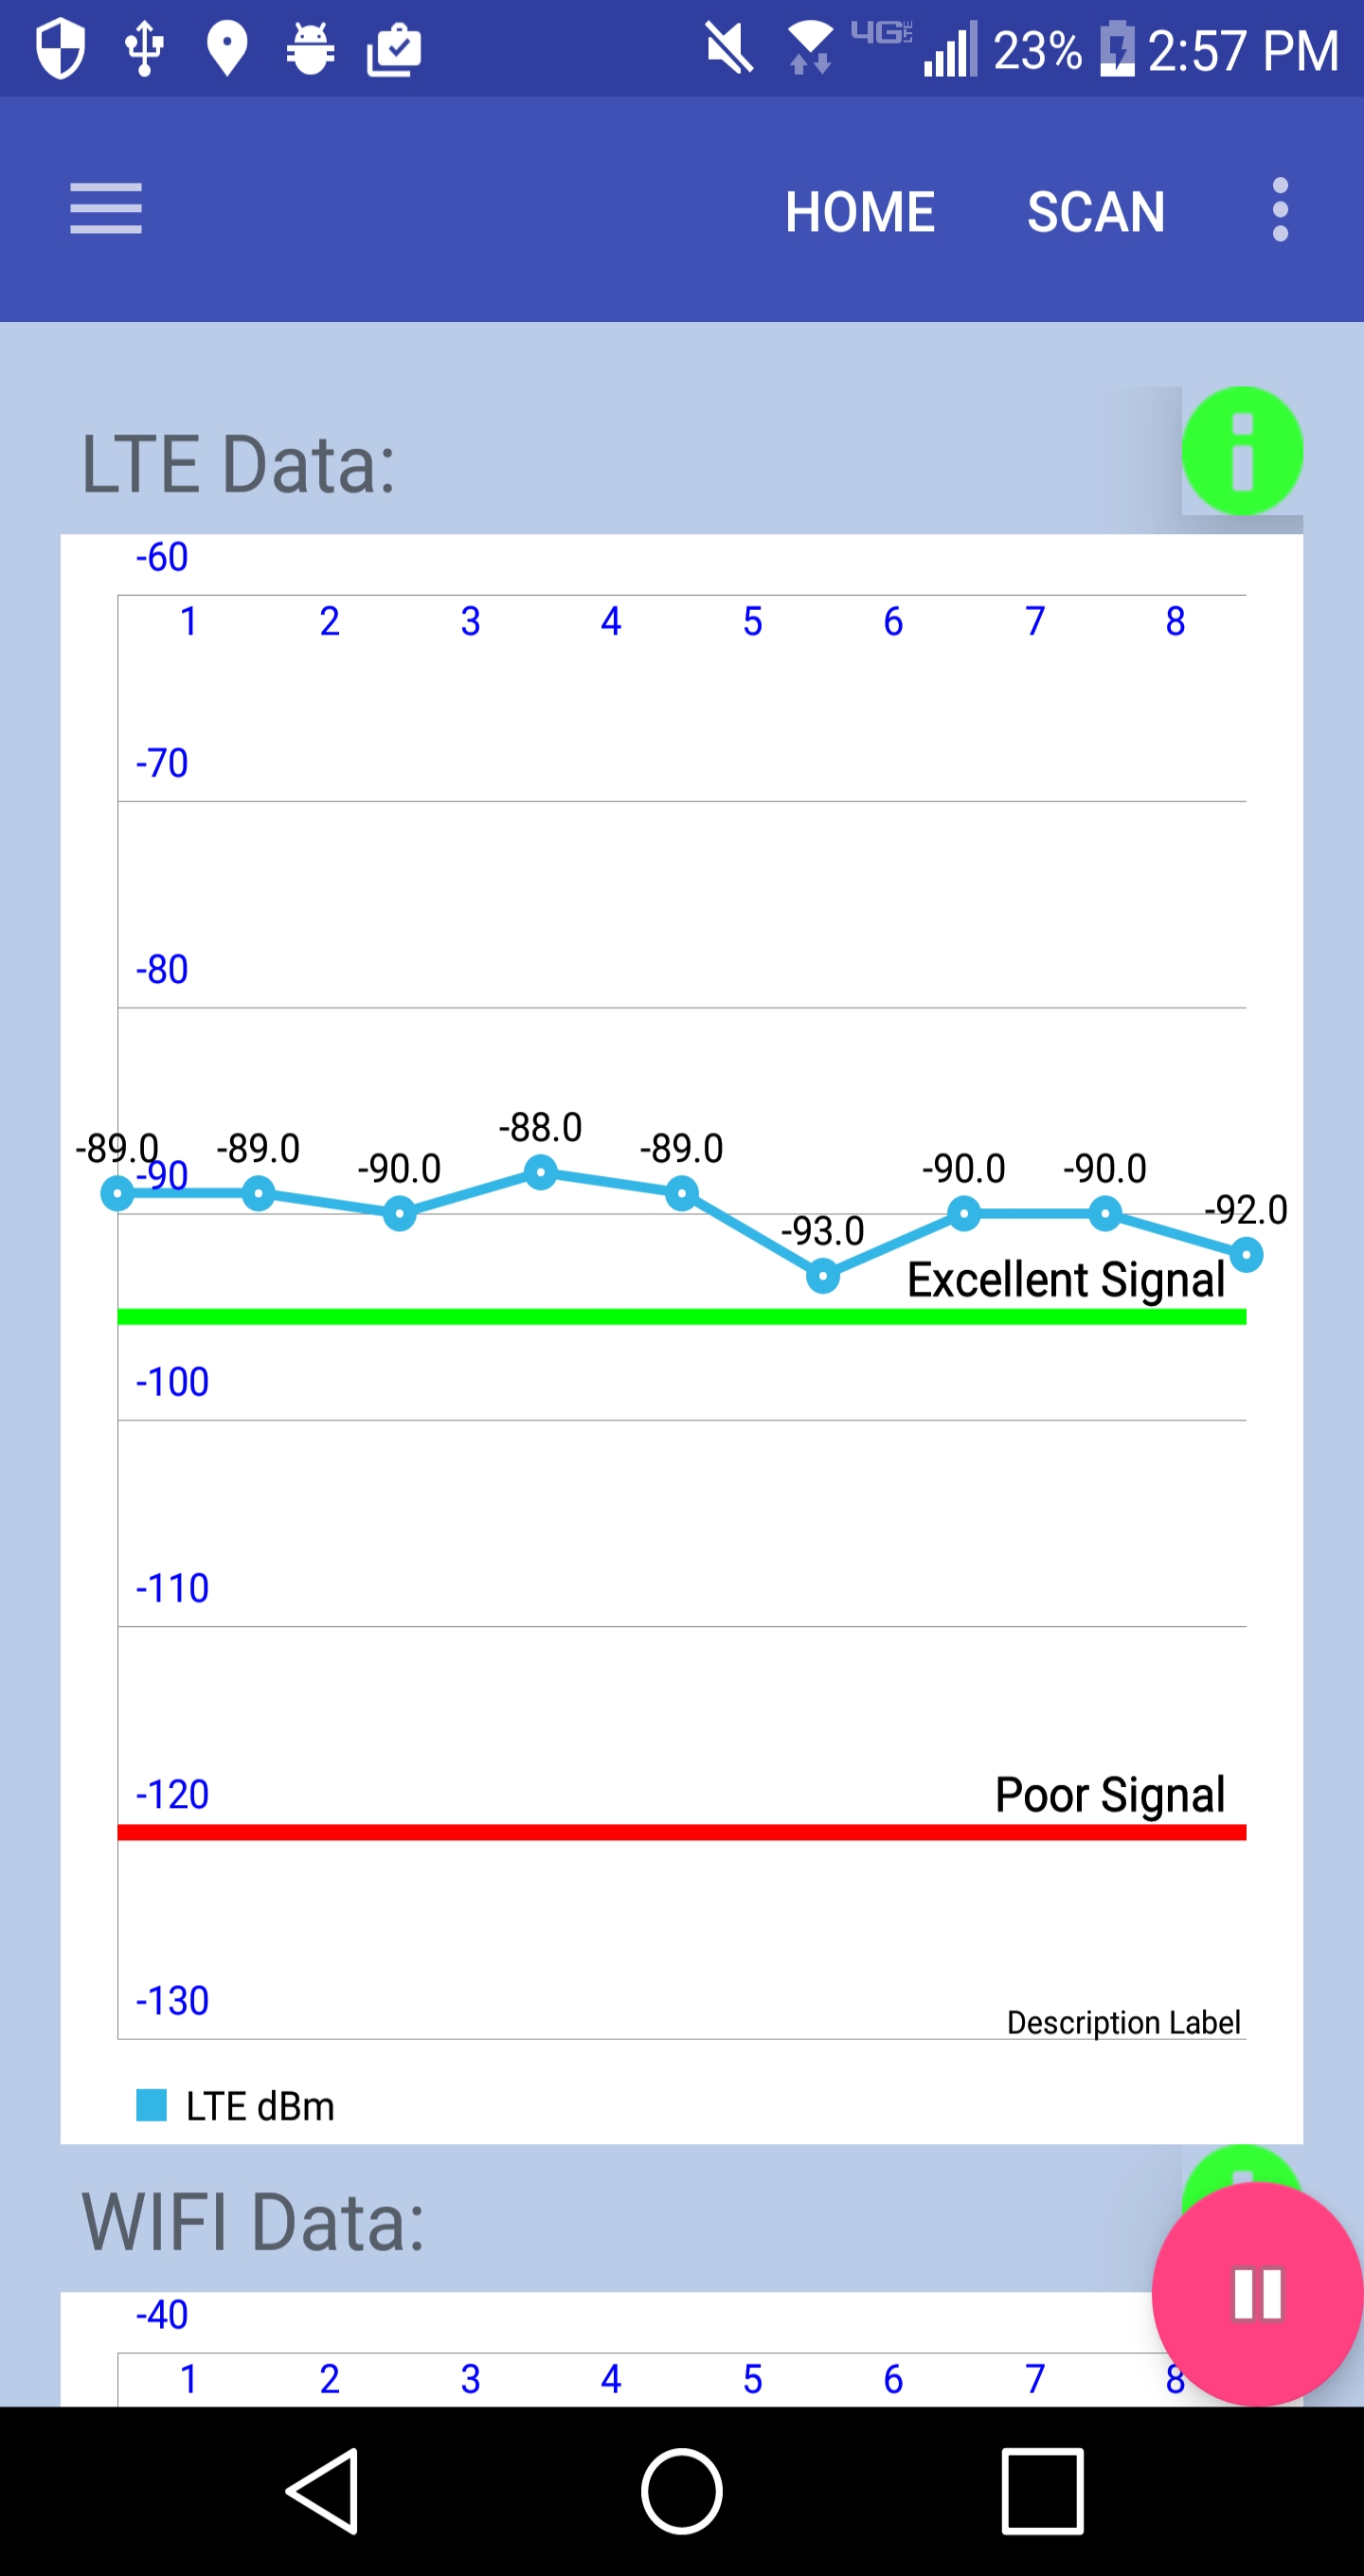 4G LTE 23% 2:57 PM
HOME SCAN
LTE Data:
-60
1 2 3 4 5 6 7 8
-70
-80
-88.0
-89.0 -89.0 -90.0 -89.0 -90.0 -90.0
-90
-93.0 -92.0
Excellent Signal
-100
-110
-120 Poor Signal
-130
Description Label
LTE dBm
WIFI Data:
-40
1 2 3 4 5 6 7 8